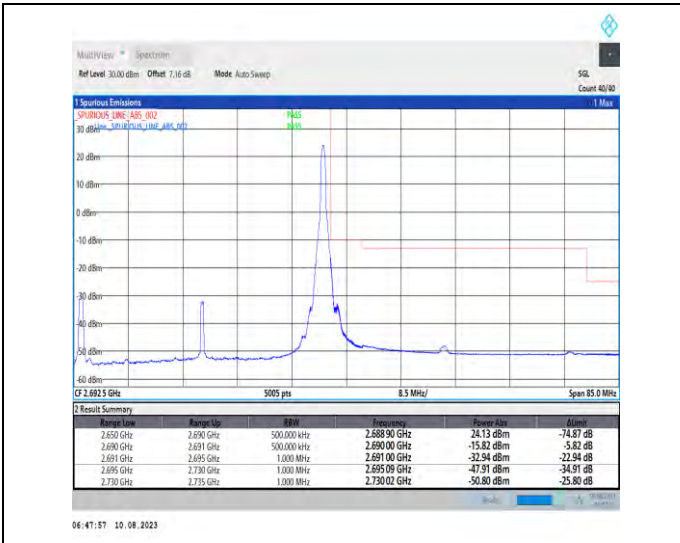 MultiView Spectrum
Ref Level 30.00 dBm Offset 7.16 dB Mode Auto Sweep SGL
Count 40/40
1 Spurious Emissions 1 Max
_SPURIOUS_LINE_ABS_002 PASS
30 dBm Line _SPURIOUS_LINE_ABS_002 PASS
20 dBm
10 dBm
0 dBm
-10 dBm
-20 dBm
-30 dBm
-40 dBm
-50 dBm
-60 dBm
CF 2.6925 GHz 5005 pts 8.5 MHz/ Span 85.0 MHz
2 Result Summary
Range Low Range Up RBW Frequency Power Abs ΔLimit
2.650 GHz 2.690 GHz 500.000 kHz 2.688 90 GHz 24.13 dBm -74.87 dB
2.690 GHz 2.691 GHz 500.000 kHz 2.690 00 GHz -15.82 dBm -5.82 dB
2.691 GHz 2.695 GHz 1.000 MHz 2.691 00 GHz -32.94 dBm -22.94 dB
2.695 GHz 2.730 GHz 1.000 MHz 2.695 09 GHz -47.91 dBm -34.91 dB
2.730 GHz 2.735 GHz 1.000 MHz 2.730 02 GHz -50.80 dBm -25.80 dB
06:47:57 10.08.2023